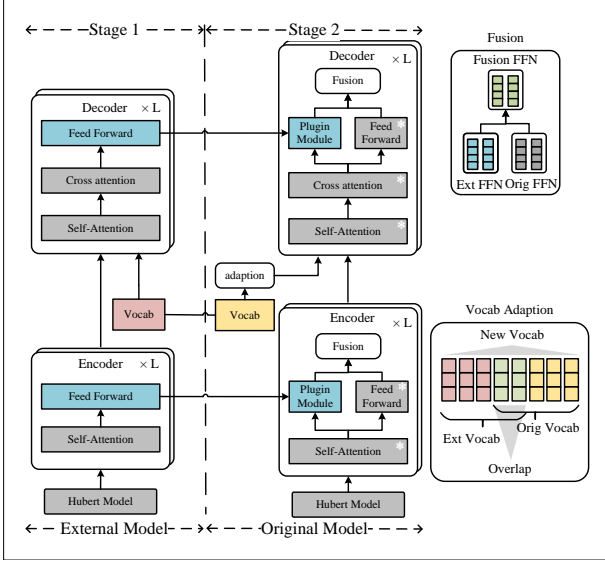 Stage 1
Stage 2
Decoder × L
Feed Forward
Cross attention
Self-Attention
Vocab
Encoder × L
Feed Forward
Self-Attention
Hubert Model
External Model
Decoder
× L
Fusion
Plugin
Module
Feed
Forward
*
Cross attention *
Self-Attention *
adaption
Vocab
Encoder
× L
Fusion
Plugin
Module
Feed
Forward
*
Self-Attention *
Hubert Model
Original Model
Fusion
Fusion FFN
Ext FFN Orig FFN
Vocab Adaption
New Vocab
Ext Vocab
Orig Vocab
Overlap